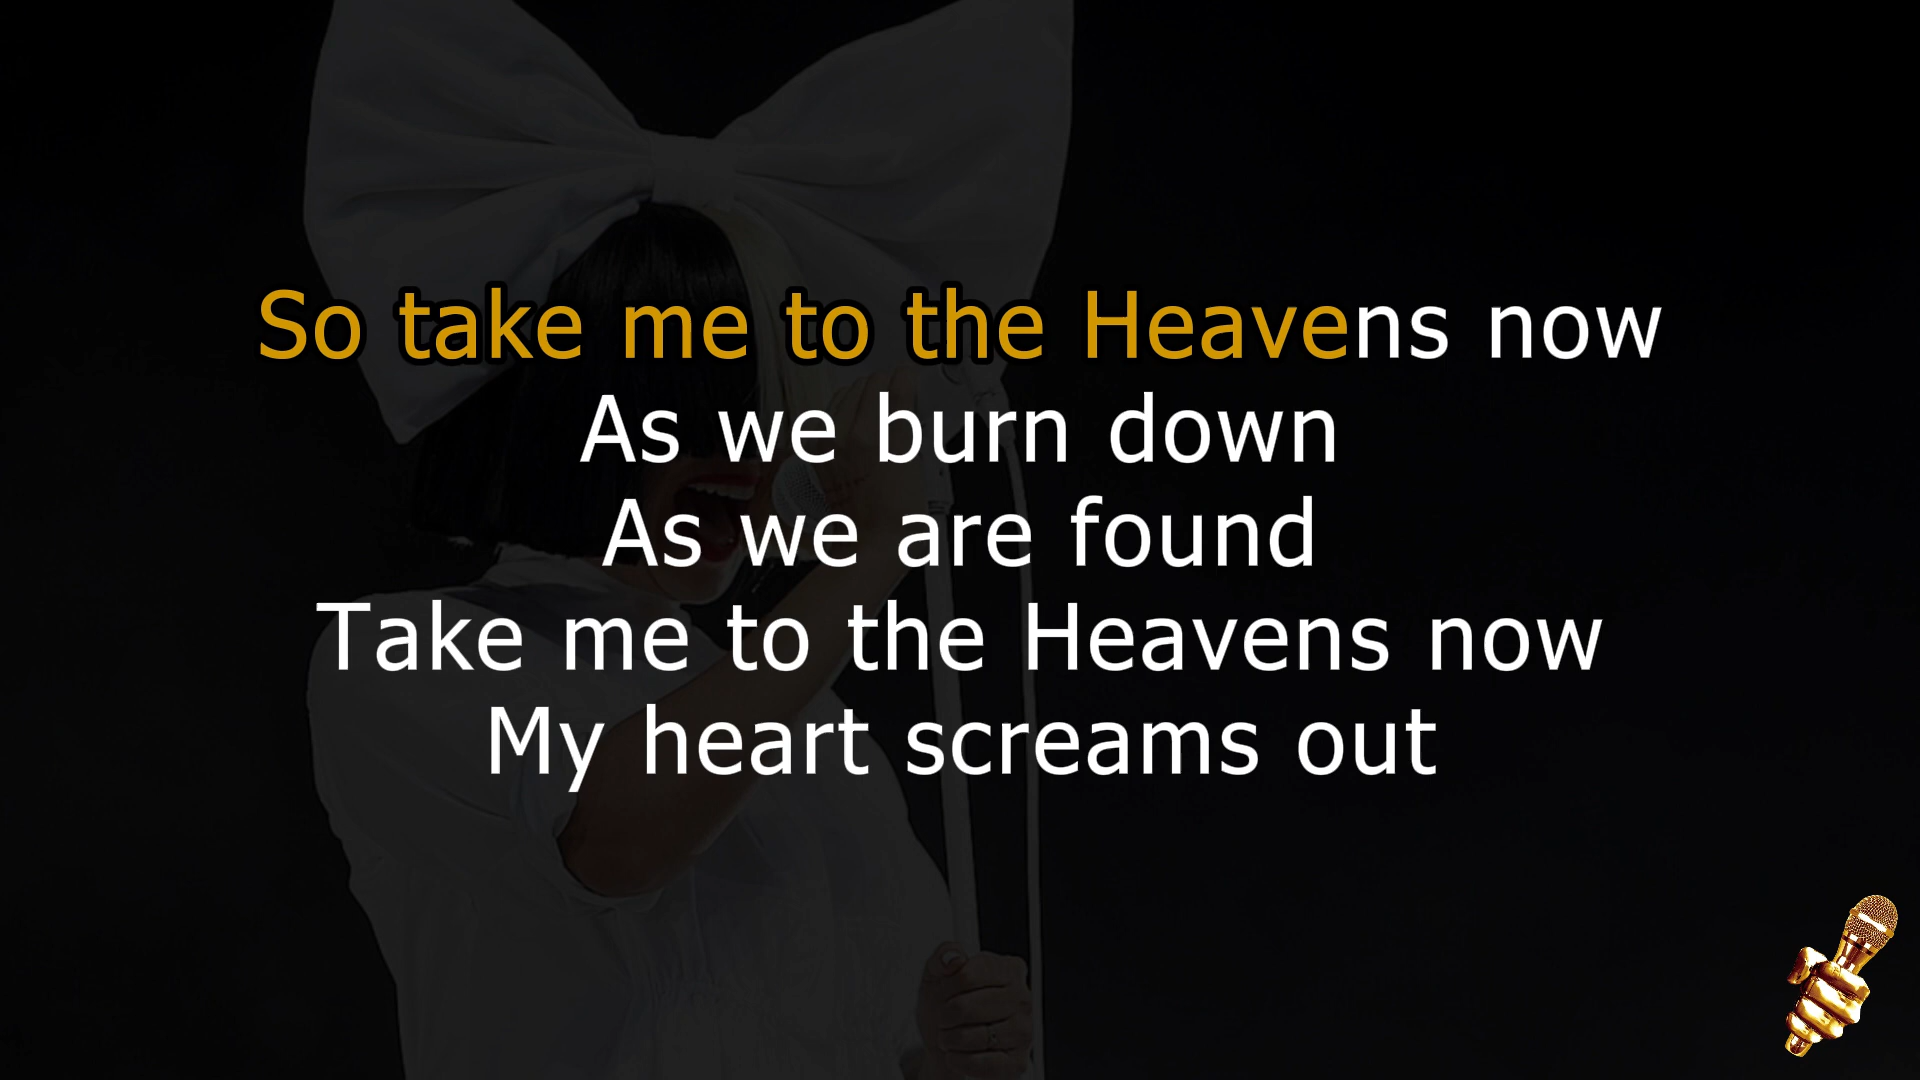 So take me to the Heavens now
As we burn down
As we are found
Take me to the Heavens now
My heart screams out